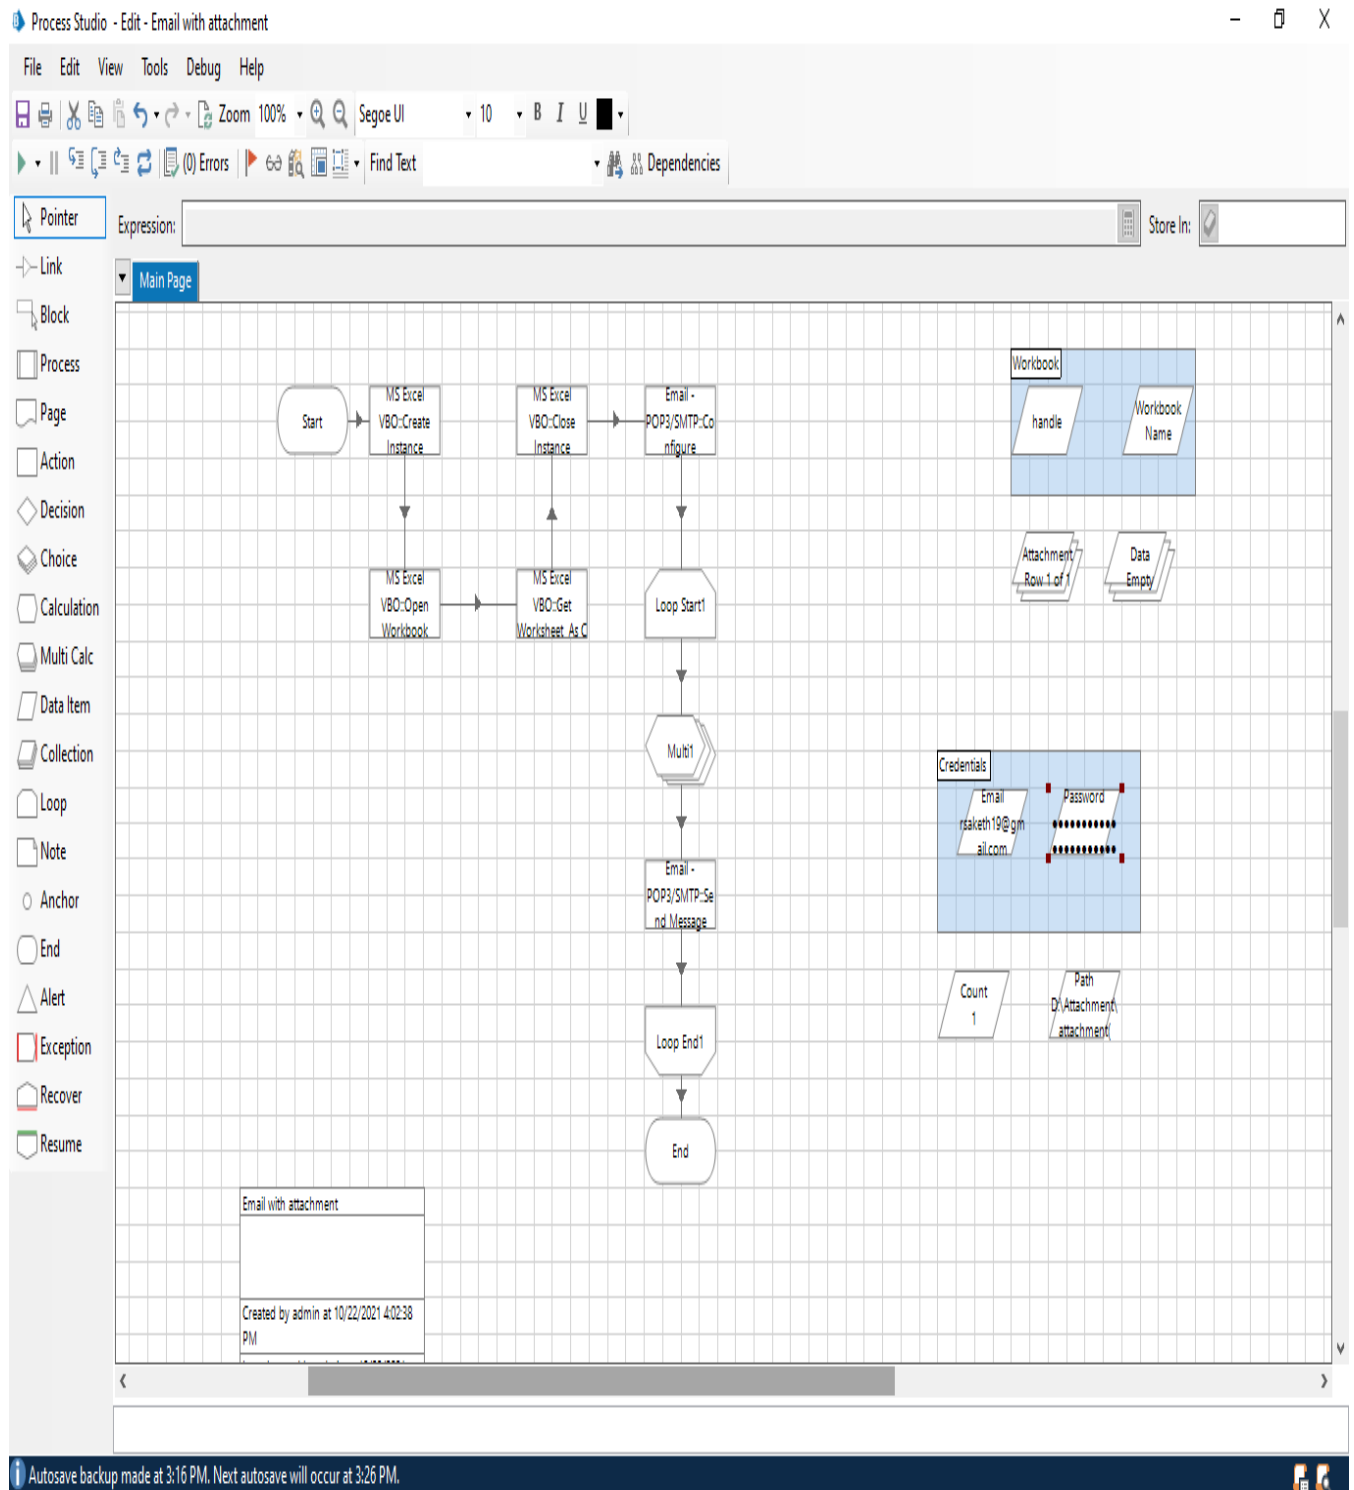 Process Studio - Edit - Email with attachment
File Edit View Tools Debug Help
Zoom 100% Segoe UI 10 B I U
(0) Errors Find Text Dependencies
Pointer
Expression:
Store In:
Link
Main Page
Block
Process
Page
Action
Decision
Choice
Calculation
Multi Calc
Data Item
Collection
Loop
Note
Anchor
End
Alert
Exception
Recover
Resume
Start
MS Excel
VBO::Create
Instance
MS Excel
VBO::Close
Instance
Email -
POP3/SMTP::Co
nfigure
MS Excel
VBO::Open
Workbook
MS Excel
VBO::Get
Worksheet As C
Loop Start1
Multi1
Email -
POP3/SMTP::Se
nd Message
Loop End1
End
Workbook
handle
Workbook
Name
Attachment
Row 1 of 1
Data
Empty
Credentials
Email
rsaketh19@gm
ail.com
Password
Count
1
Path
D:\Attachment\
attachment(
Email with attachment
Created by admin at 10/22/2021 4:02:38
PM
Autosave backup made at 3:16 PM. Next autosave will occur at 3:26 PM.